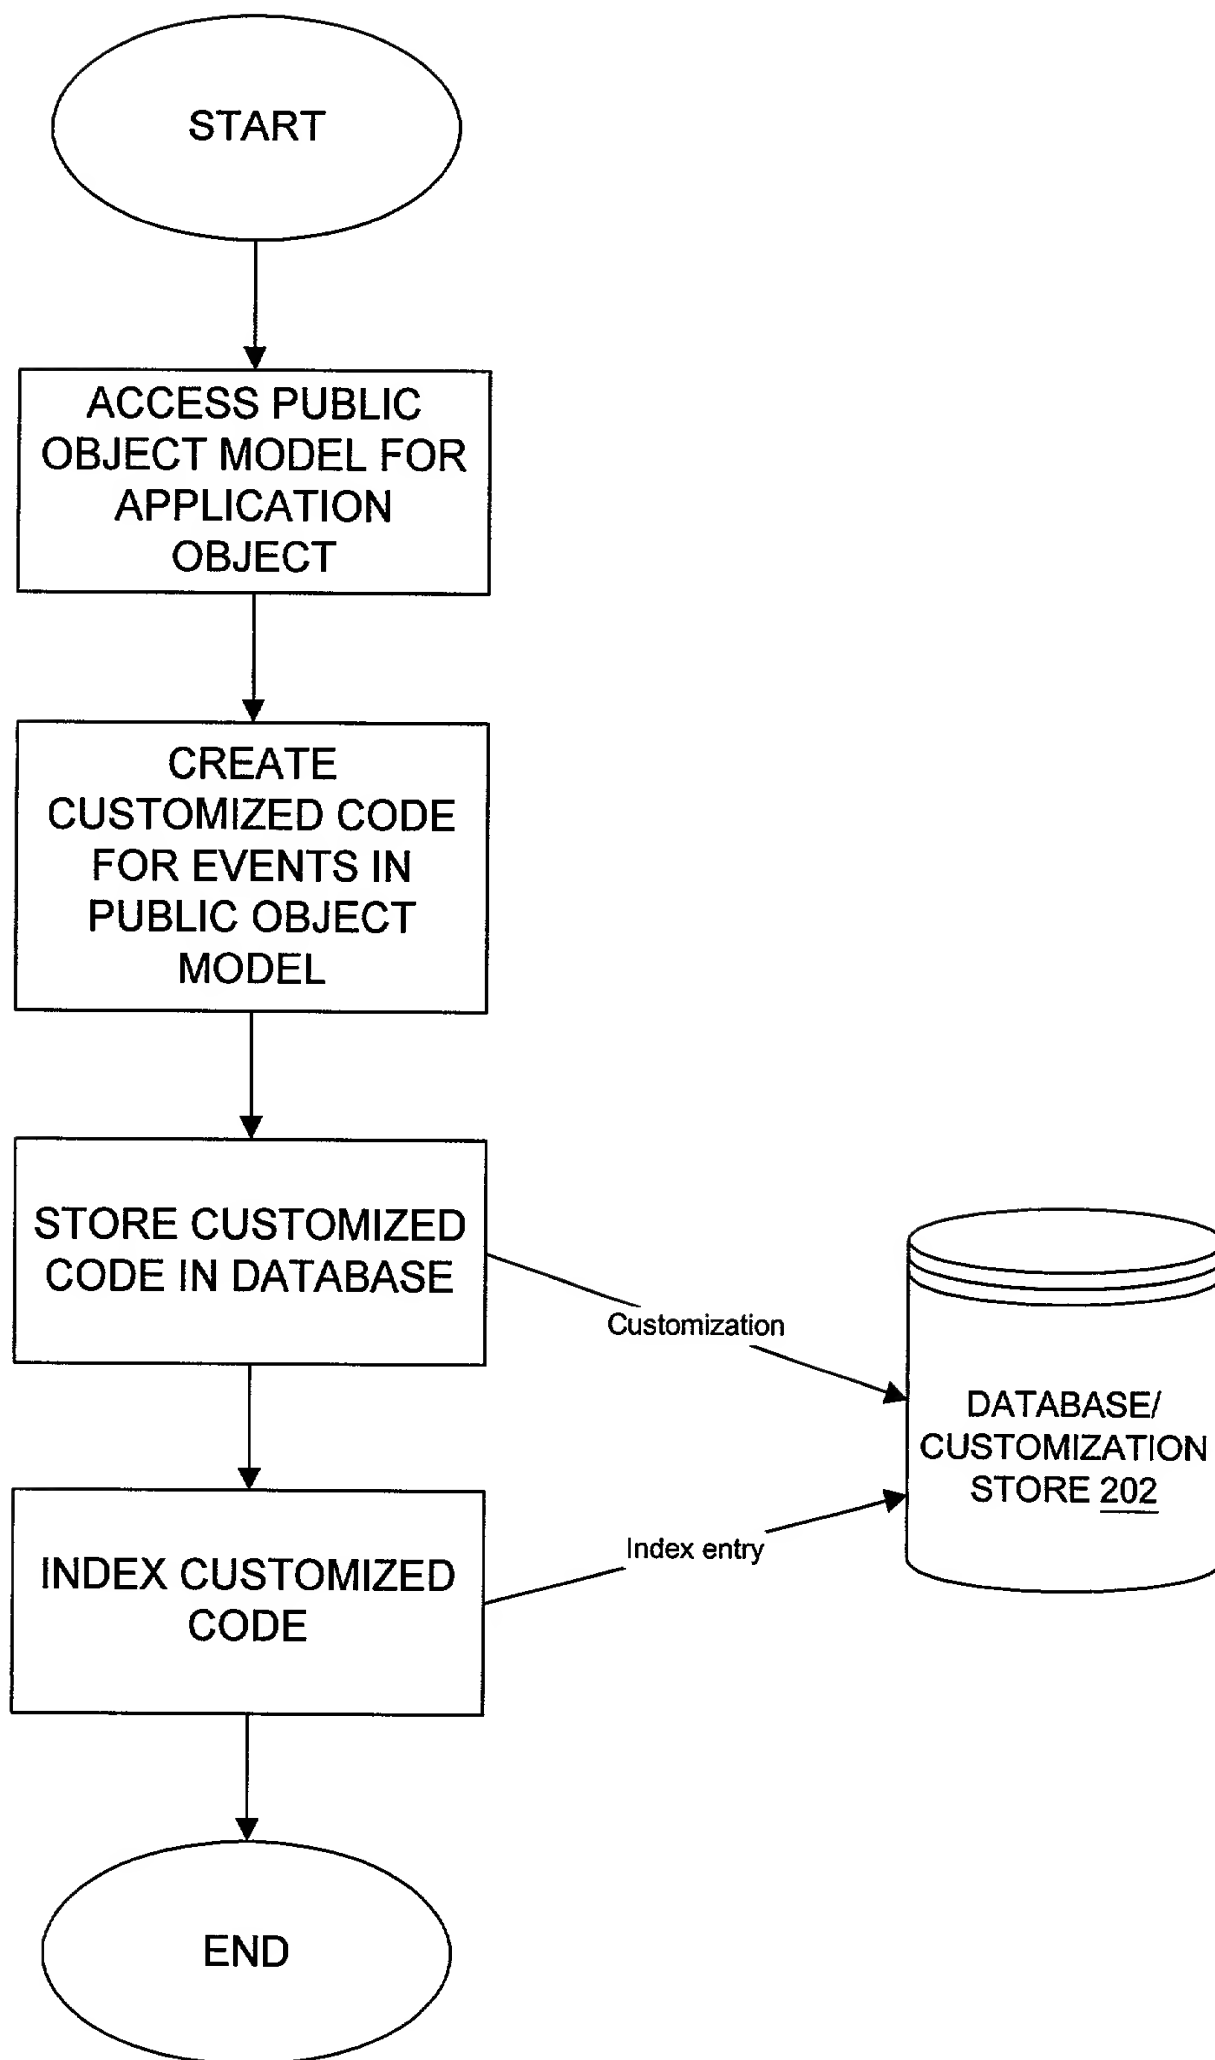 START
ACCESS PUBLIC
OBJECT MODEL FOR
APPLICATION
OBJECT
CREATE
CUSTOMIZED CODE
FOR EVENTS IN
PUBLIC OBJECT
MODEL
STORE CUSTOMIZED
CODE IN DATABASE
Customization
DATABASE/
CUSTOMIZATION
STORE 202
Index entry
INDEX CUSTOMIZED
CODE
END